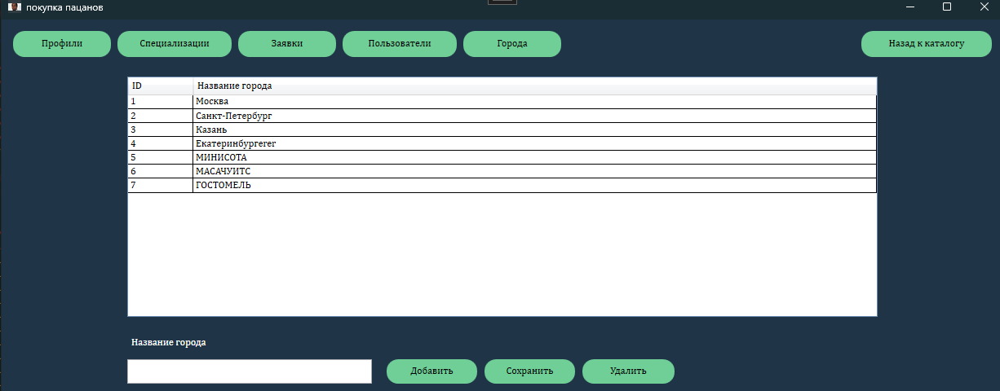 покупка пацанов
Профили Специализации Заявки Пользователи Города Назад к каталогу
ID Название города
1 Москва
2 Санкт-Петербург
3 Казань
4 Екатеринбургerer
5 МИНИСОТА
6 МАСАЧУИТС
7 ГОСТОМЕЛЬ
Название города
Добавить Сохранить Удалить